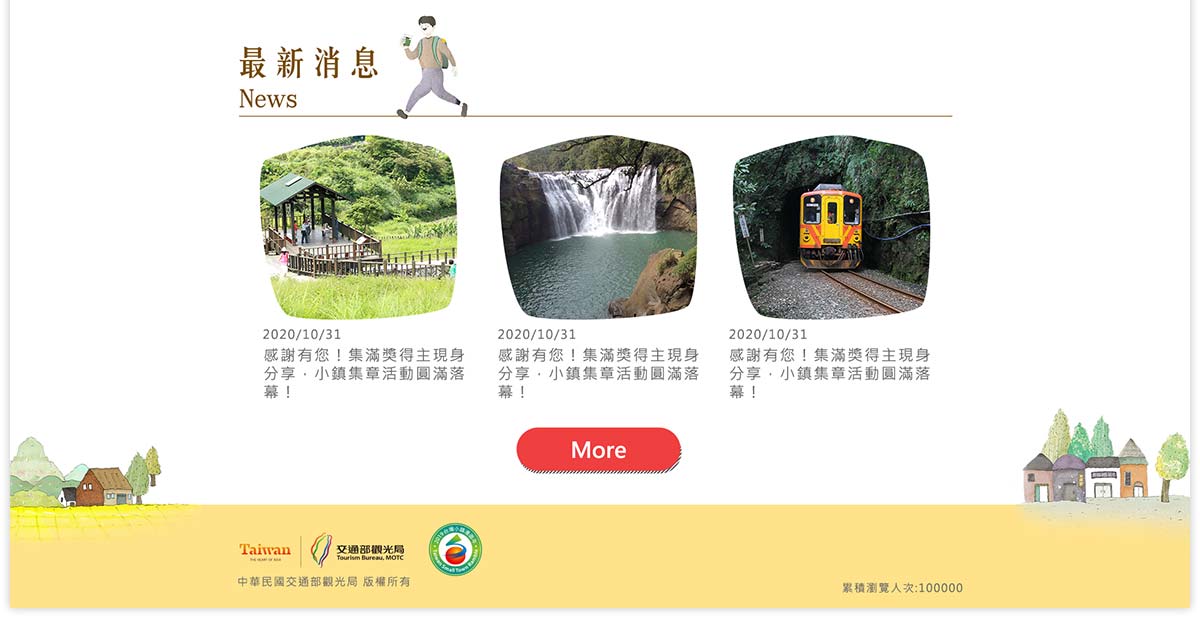 最新消息
News
2020/10/31
感謝有您！集滿獎得主現身
分享，小鎮集章活動圓滿落
幕！
2020/10/31
感謝有您！集滿獎得主現身
分享，小鎮集章活動圓滿落
幕！
2020/10/31
感謝有您！集滿獎得主現身
分享，小鎮集章活動圓滿落
幕！
More
Taiwan
THE HEART OF ASIA
交通部觀光局
Tourism Bureau, MOTC
中華民國交通部觀光局 版權所有
累積瀏覽人次:100000